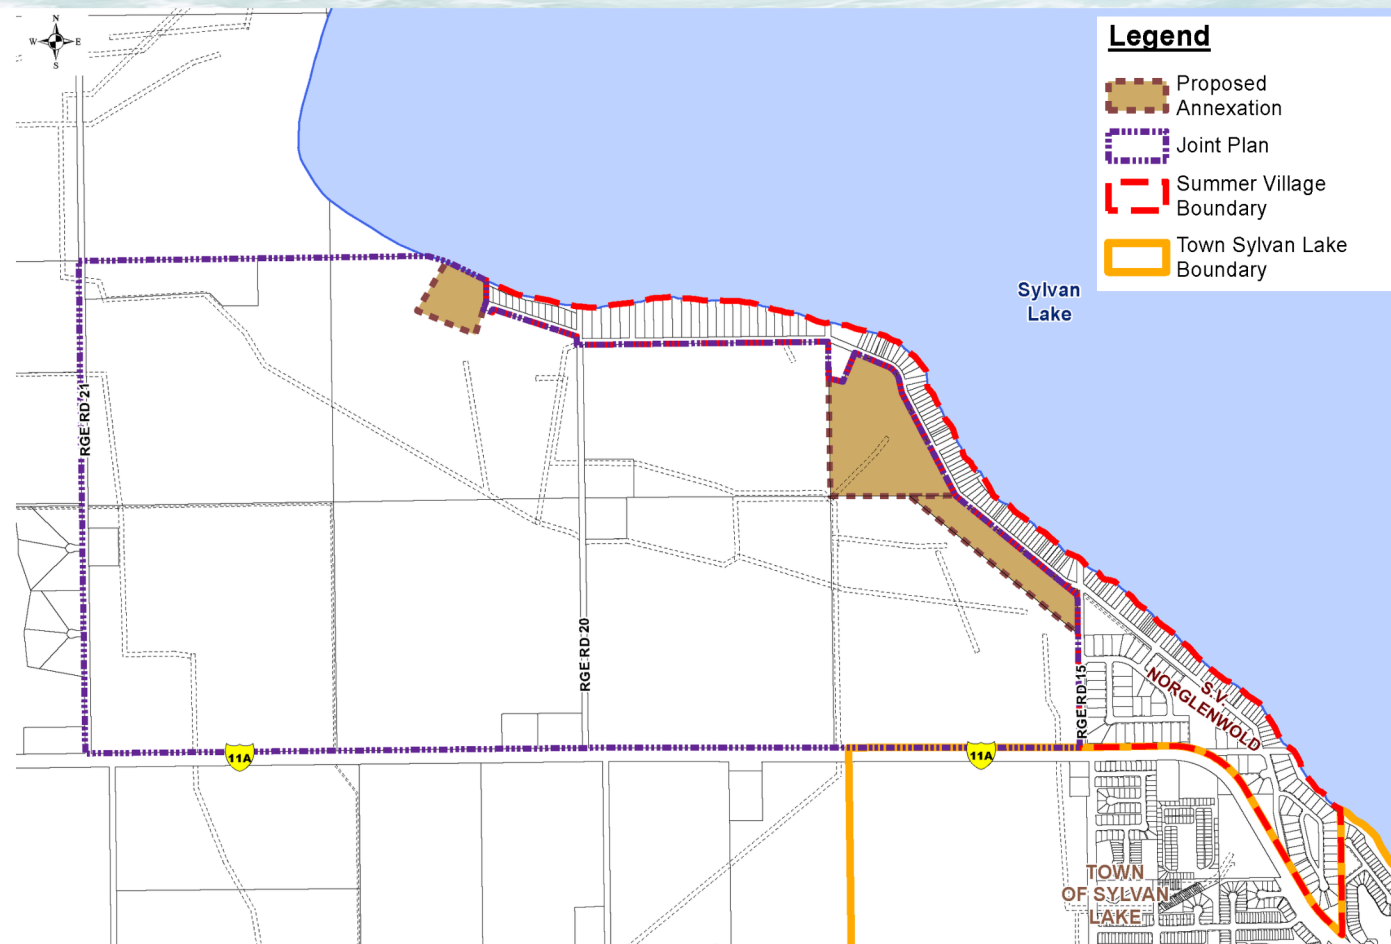 N
W E
S
Legend
Proposed
Annexation
Joint Plan
Summer Village
Boundary
Town Sylvan Lake
Boundary
Sylvan
Lake
RGE RD 21
RGE RD 20
RGE RD 15
S.V.
NORGLENWOLD
11A
11A
TOWN
OF SYLVAN
LAKE